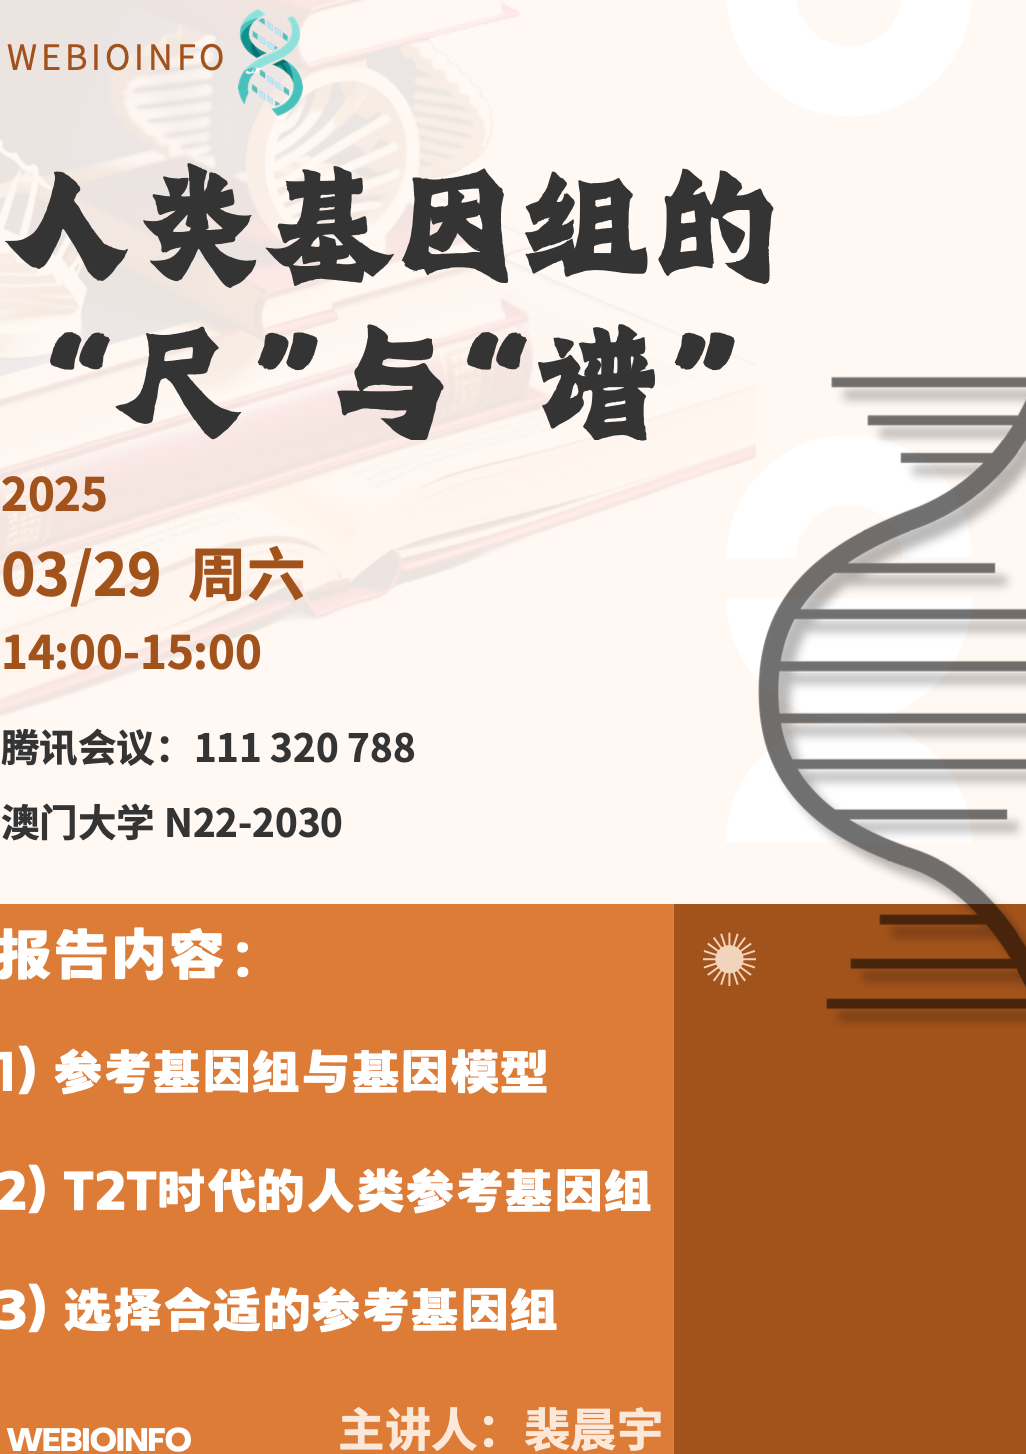 WEBIOINFO
人类基因组的
“尺”与“谱”
2025
03/29 周六
14:00-15:00
腾讯会议：111 320 788
澳门大学 N22-2030
报告内容：
1) 参考基因组与基因模型
2) T2T时代的人类参考基因组
3) 选择合适的参考基因组
主讲人：裴晨宇
WEBIOINFO